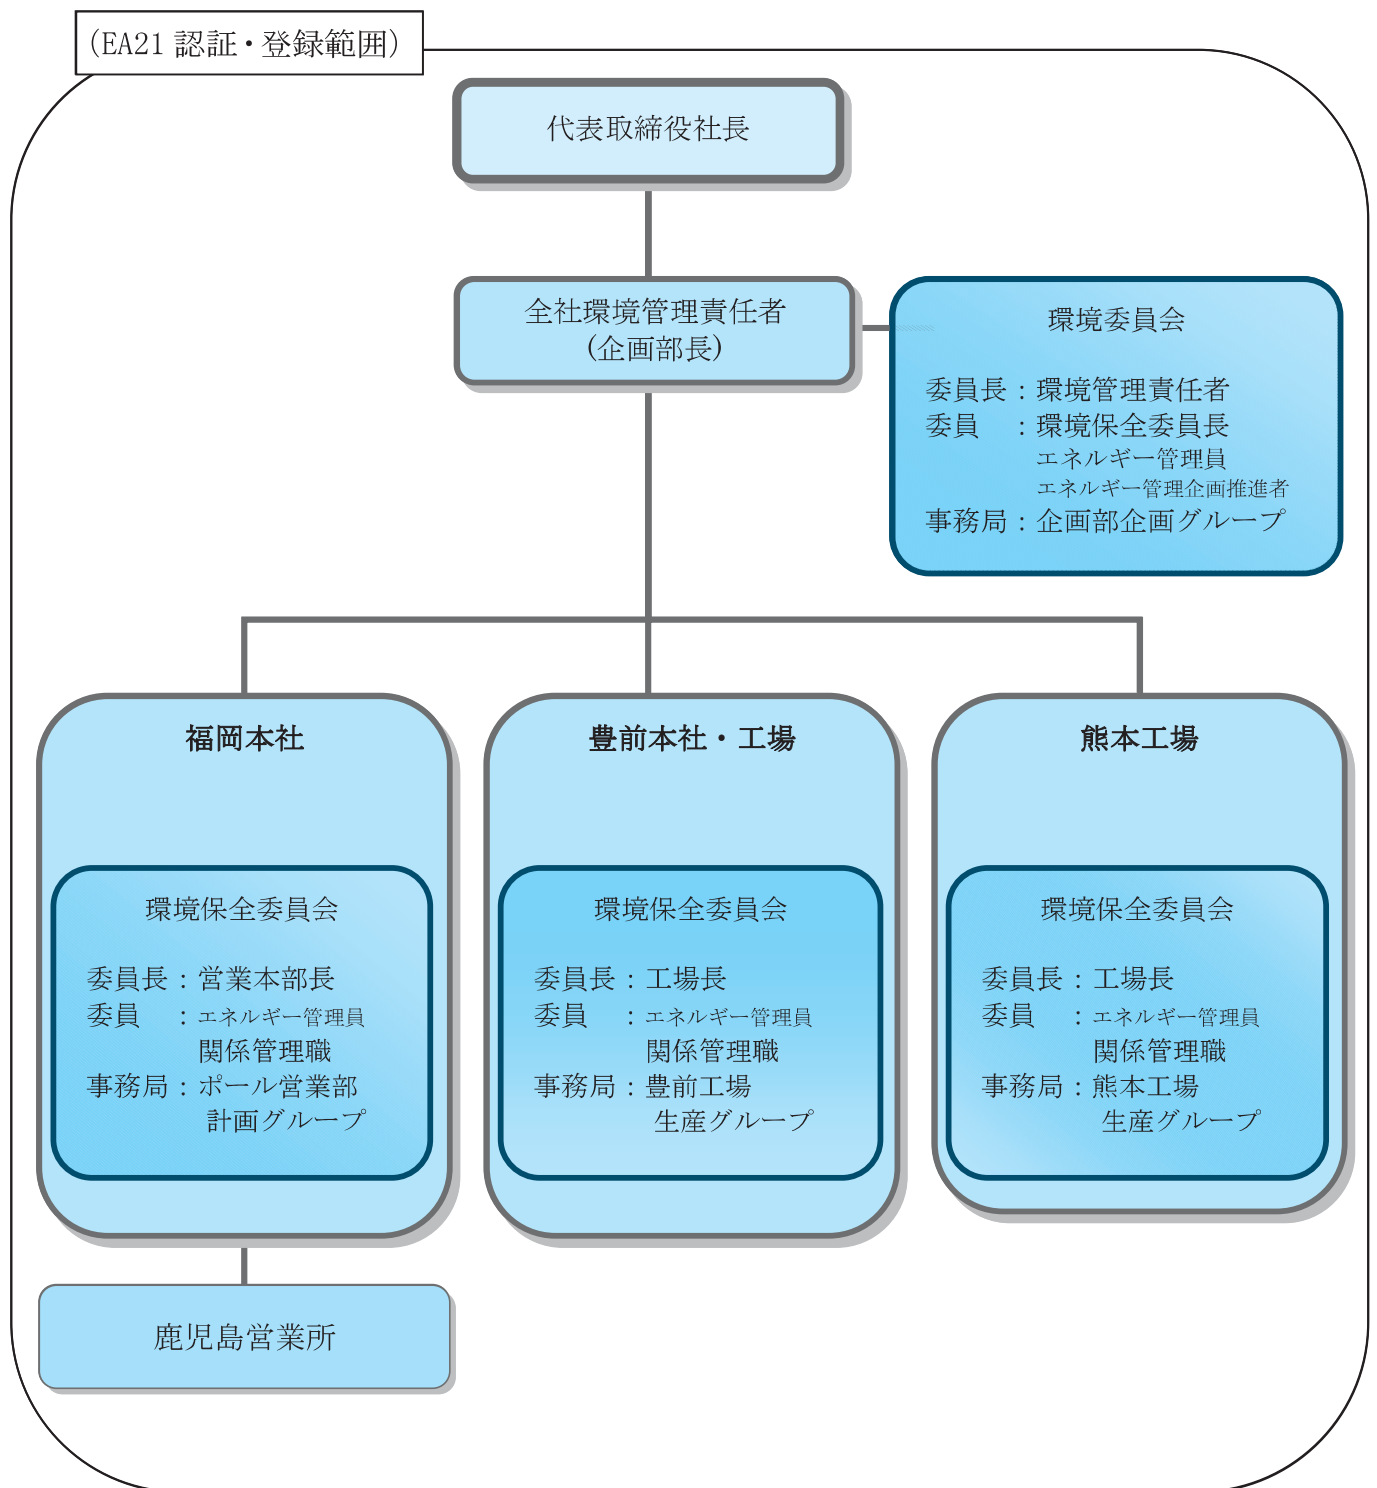 (EA21 認証・登録範囲)
代表取締役社長
全社環境管理責任者
(企画部長)
環境委員会
委員長：環境管理責任者
委員　：環境保全委員長
エネルギー管理員
エネルギー管理企画推進者
事務局：企画部企画グループ
福岡本社
環境保全委員会
委員長：営業本部長
委員　：エネルギー管理員
関係管理職
事務局：ポール営業部
計画グループ
豊前本社・工場
環境保全委員会
委員長：工場長
委員　：エネルギー管理員
関係管理職
事務局：豊前工場
生産グループ
熊本工場
環境保全委員会
委員長：工場長
委員　：エネルギー管理員
関係管理職
事務局：熊本工場
生産グループ
鹿児島営業所